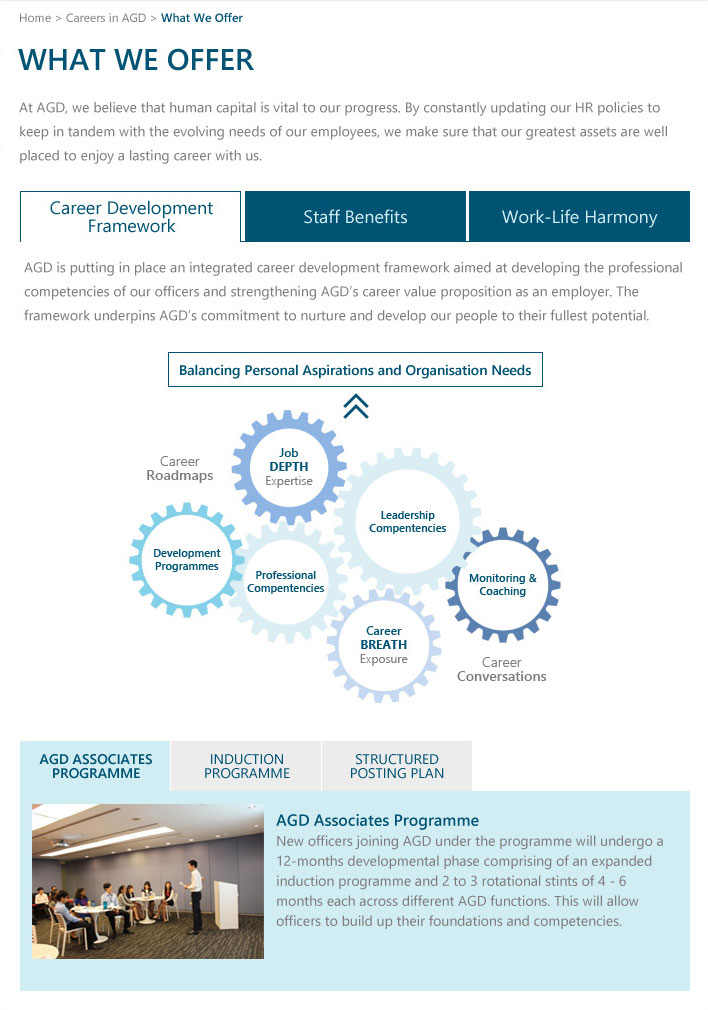 Home > Careers in AGD > What We Offer
WHAT WE OFFER
At AGD, we believe that human capital is vital to our progress. By constantly updating our HR policies to
keep in tandem with the evolving needs of our employees, we make sure that our greatest assets are well
placed to enjoy a lasting career with us.
Career Development
Framework
Staff Benefits
Work-Life Harmony
AGD is putting in place an integrated career development framework aimed at developing the professional
competencies of our officers and strengthening AGD's career value proposition as an employer. The
framework underpins AGD's commitment to nurture and develop our people to their fullest potential.
Balancing Personal Aspirations and Organisation Needs
Career
Roadmaps
Job
DEPTH
Expertise
Leadership
Compentencies
Development
Programmes
Professional
Compentencies
Monitoring &
Coaching
Career
BREATH
Exposure
Career
Conversations
AGD ASSOCIATES
PROGRAMME
INDUCTION
PROGRAMME
STRUCTURED
POSTING PLAN
AGD Associates Programme
New officers joining AGD under the programme will undergo a
12-months developmental phase comprising of an expanded
induction programme and 2 to 3 rotational stints of 4 - 6
months each across different AGD functions. This will allow
officers to build up their foundations and competencies.